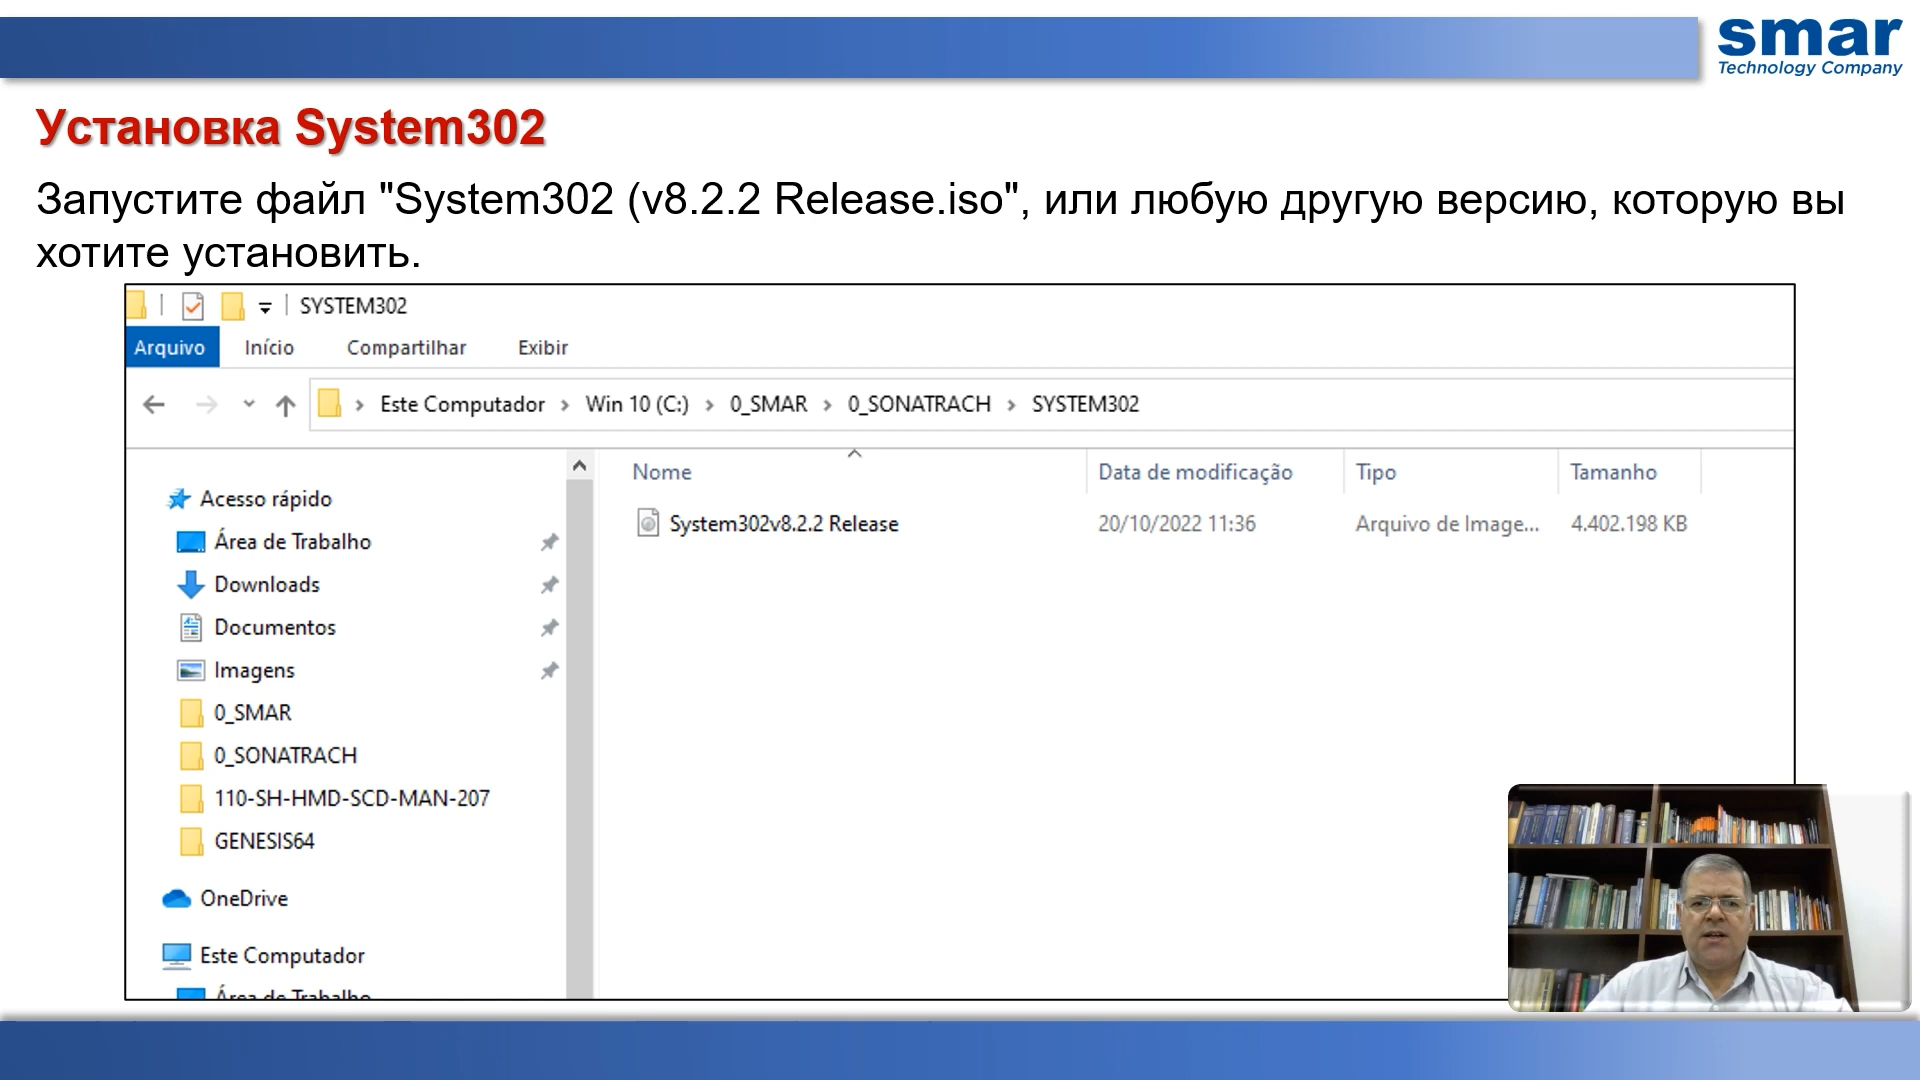 smar
Technology Company
Установка System302
Запустите файл "System302 (v8.2.2 Release.iso", или любую другую версию, которую вы
хотите установить.
SYSTEM302
Arquivo Início Compartilhar Exibir
Este Computador › Win 10 (C:) › 0_SMAR › 0_SONATRACH › SYSTEM302
Nome Data de modificação Tipo Tamanho
System302v8.2.2 Release 20/10/2022 11:36 Arquivo de Image... 4.402.198 KB
Acesso rápido
Área de Trabalho
Downloads
Documentos
Imagens
0_SMAR
0_SONATRACH
110-SH-HMD-SCD-MAN-207
GENESIS64
OneDrive
Este Computador
Área de Trabalho